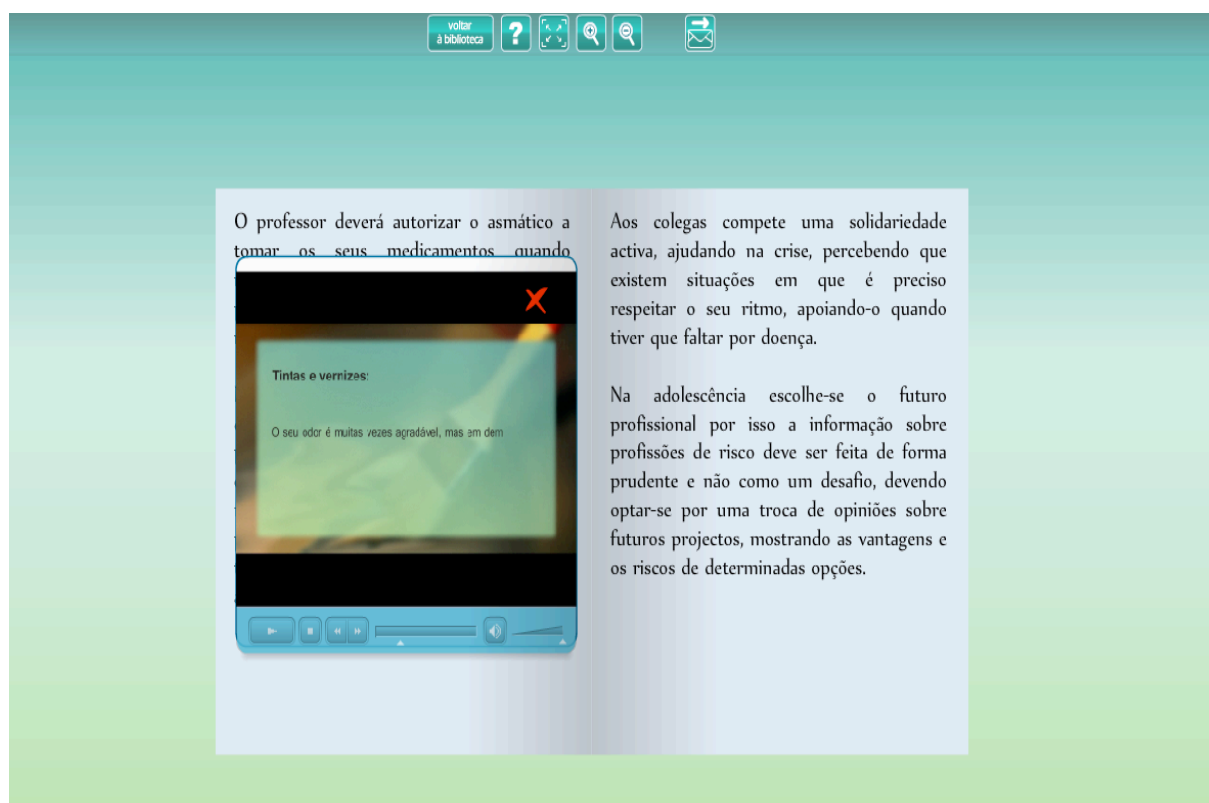 voltar
à biblioteca
?
O professor deverá autorizar o asmático a
tomar os seus medicamentos quando
Tintas e vernizes:
O seu odor é muitas vezes agradável, mas em dem
Aos colegas compete uma solidariedade
activa, ajudando na crise, percebendo que
existem situações em que é preciso
respeitar o seu ritmo, apoiando-o quando
tiver que faltar por doença.
Na adolescência escolhe-se o futuro
profissional por isso a informação sobre
profissões de risco deve ser feita de forma
prudente e não como um desafio, devendo
optar-se por uma troca de opiniões sobre
futuros projectos, mostrando as vantagens e
os riscos de determinadas opções.